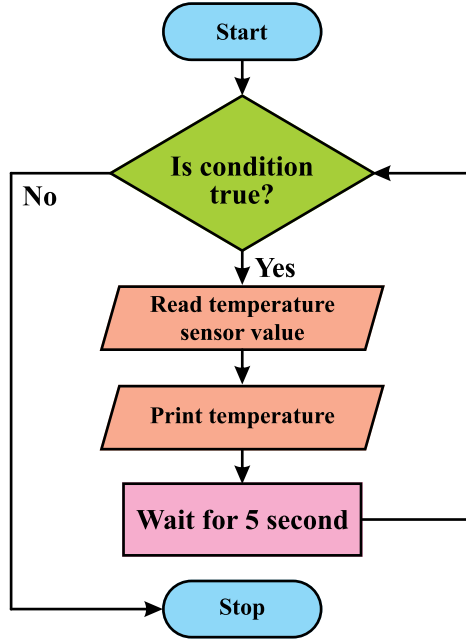 Start
Is condition
true?
No
Yes
Read temperature
sensor value
Print temperature
Wait for 5 second
Stop